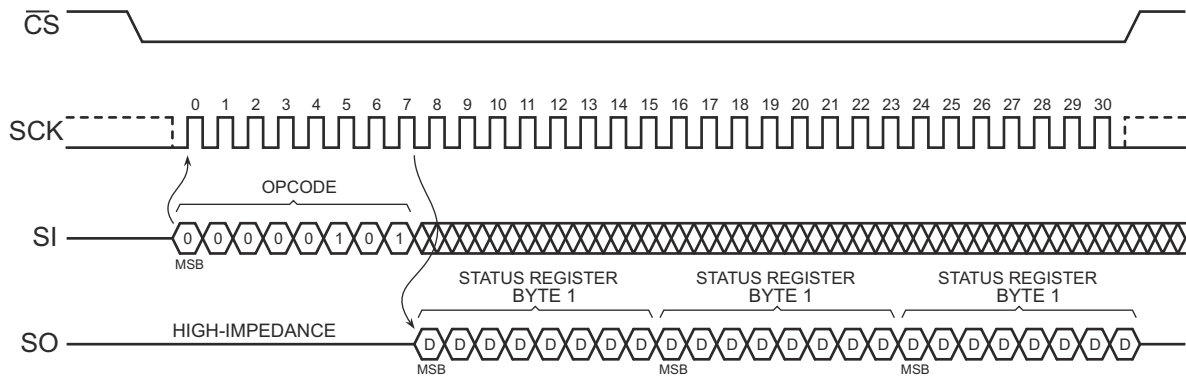 CS
0 1 2 3 4 5 6 7 8 9 10 11 12 13 14 15 16 17 18 19 20 21 22 23 24 25 26 27 28 29 30
SCK
OPCODE
SI 0 0 0 0 0 1 0 1
MSB
STATUS REGISTER BYTE 1
STATUS REGISTER BYTE 1
STATUS REGISTER BYTE 1
HIGH-IMPEDANCE
SO D D D D D D D D D D D D D D D D D D D D D D D D
MSB MSB MSB